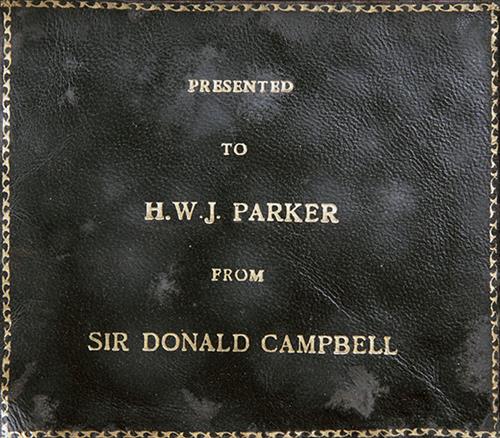 PRESENTED
TO
H.W.J. PARKER
FROM
SIR DONALD CAMPBELL